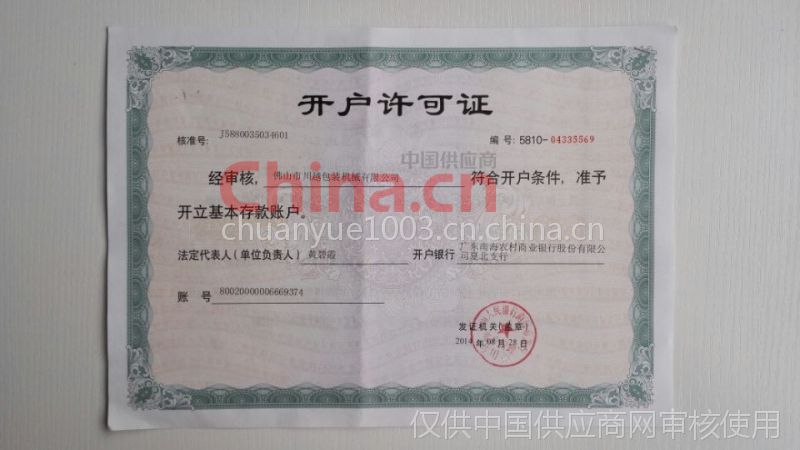 开户许可证
核准号: J5880035034601
编号: 5810-04335569
中国供应商
China.cn
经审核, 佛山市川越包装机械有限公司 符合开户条件, 准予
开立基本存款账户。
chuanyue1003.cn.china.cn
法定代表人(单位负责人) 黄碧霞 开户银行 广东南海农村商业银行股份有限公
司夏北支行
账 号 80020000006669374
发证机关(盖章)
2014 年 08 月 28 日
仅供中国供应商网审核使用